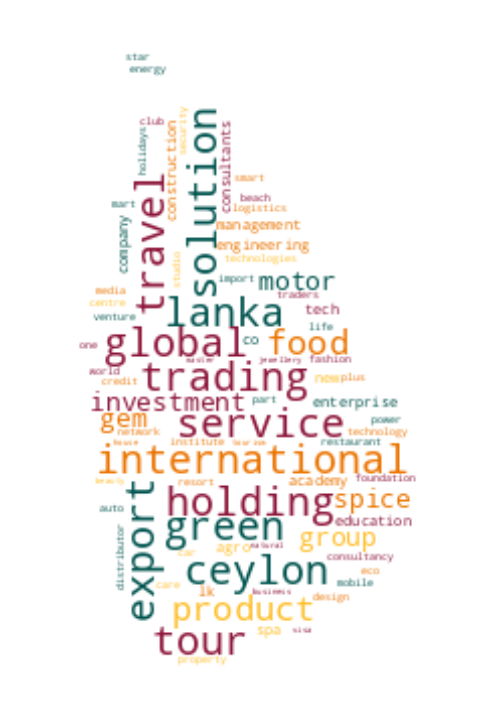 star
energy
club
holidays
construction
security
solution
consultants
travel
smart
beach
mart
logistics
company
management
engineering
technologies
studio
import
motor
media
traders
centre
lanka
tech
venture
life
one
global
co
food
master
jewellery
fashion
world
credit
trading
new
plus
investment
part
enterprise
gem
service
power
network
technology
house
institute
tourism
restaurant
international
beauty
export
resort
academy
foundation
auto
holding
spice
distributor
green
education
group
car
agro
natural
consultancy
ceylon
eco
care
mobile
lk
business
design
product
spa
tour
property